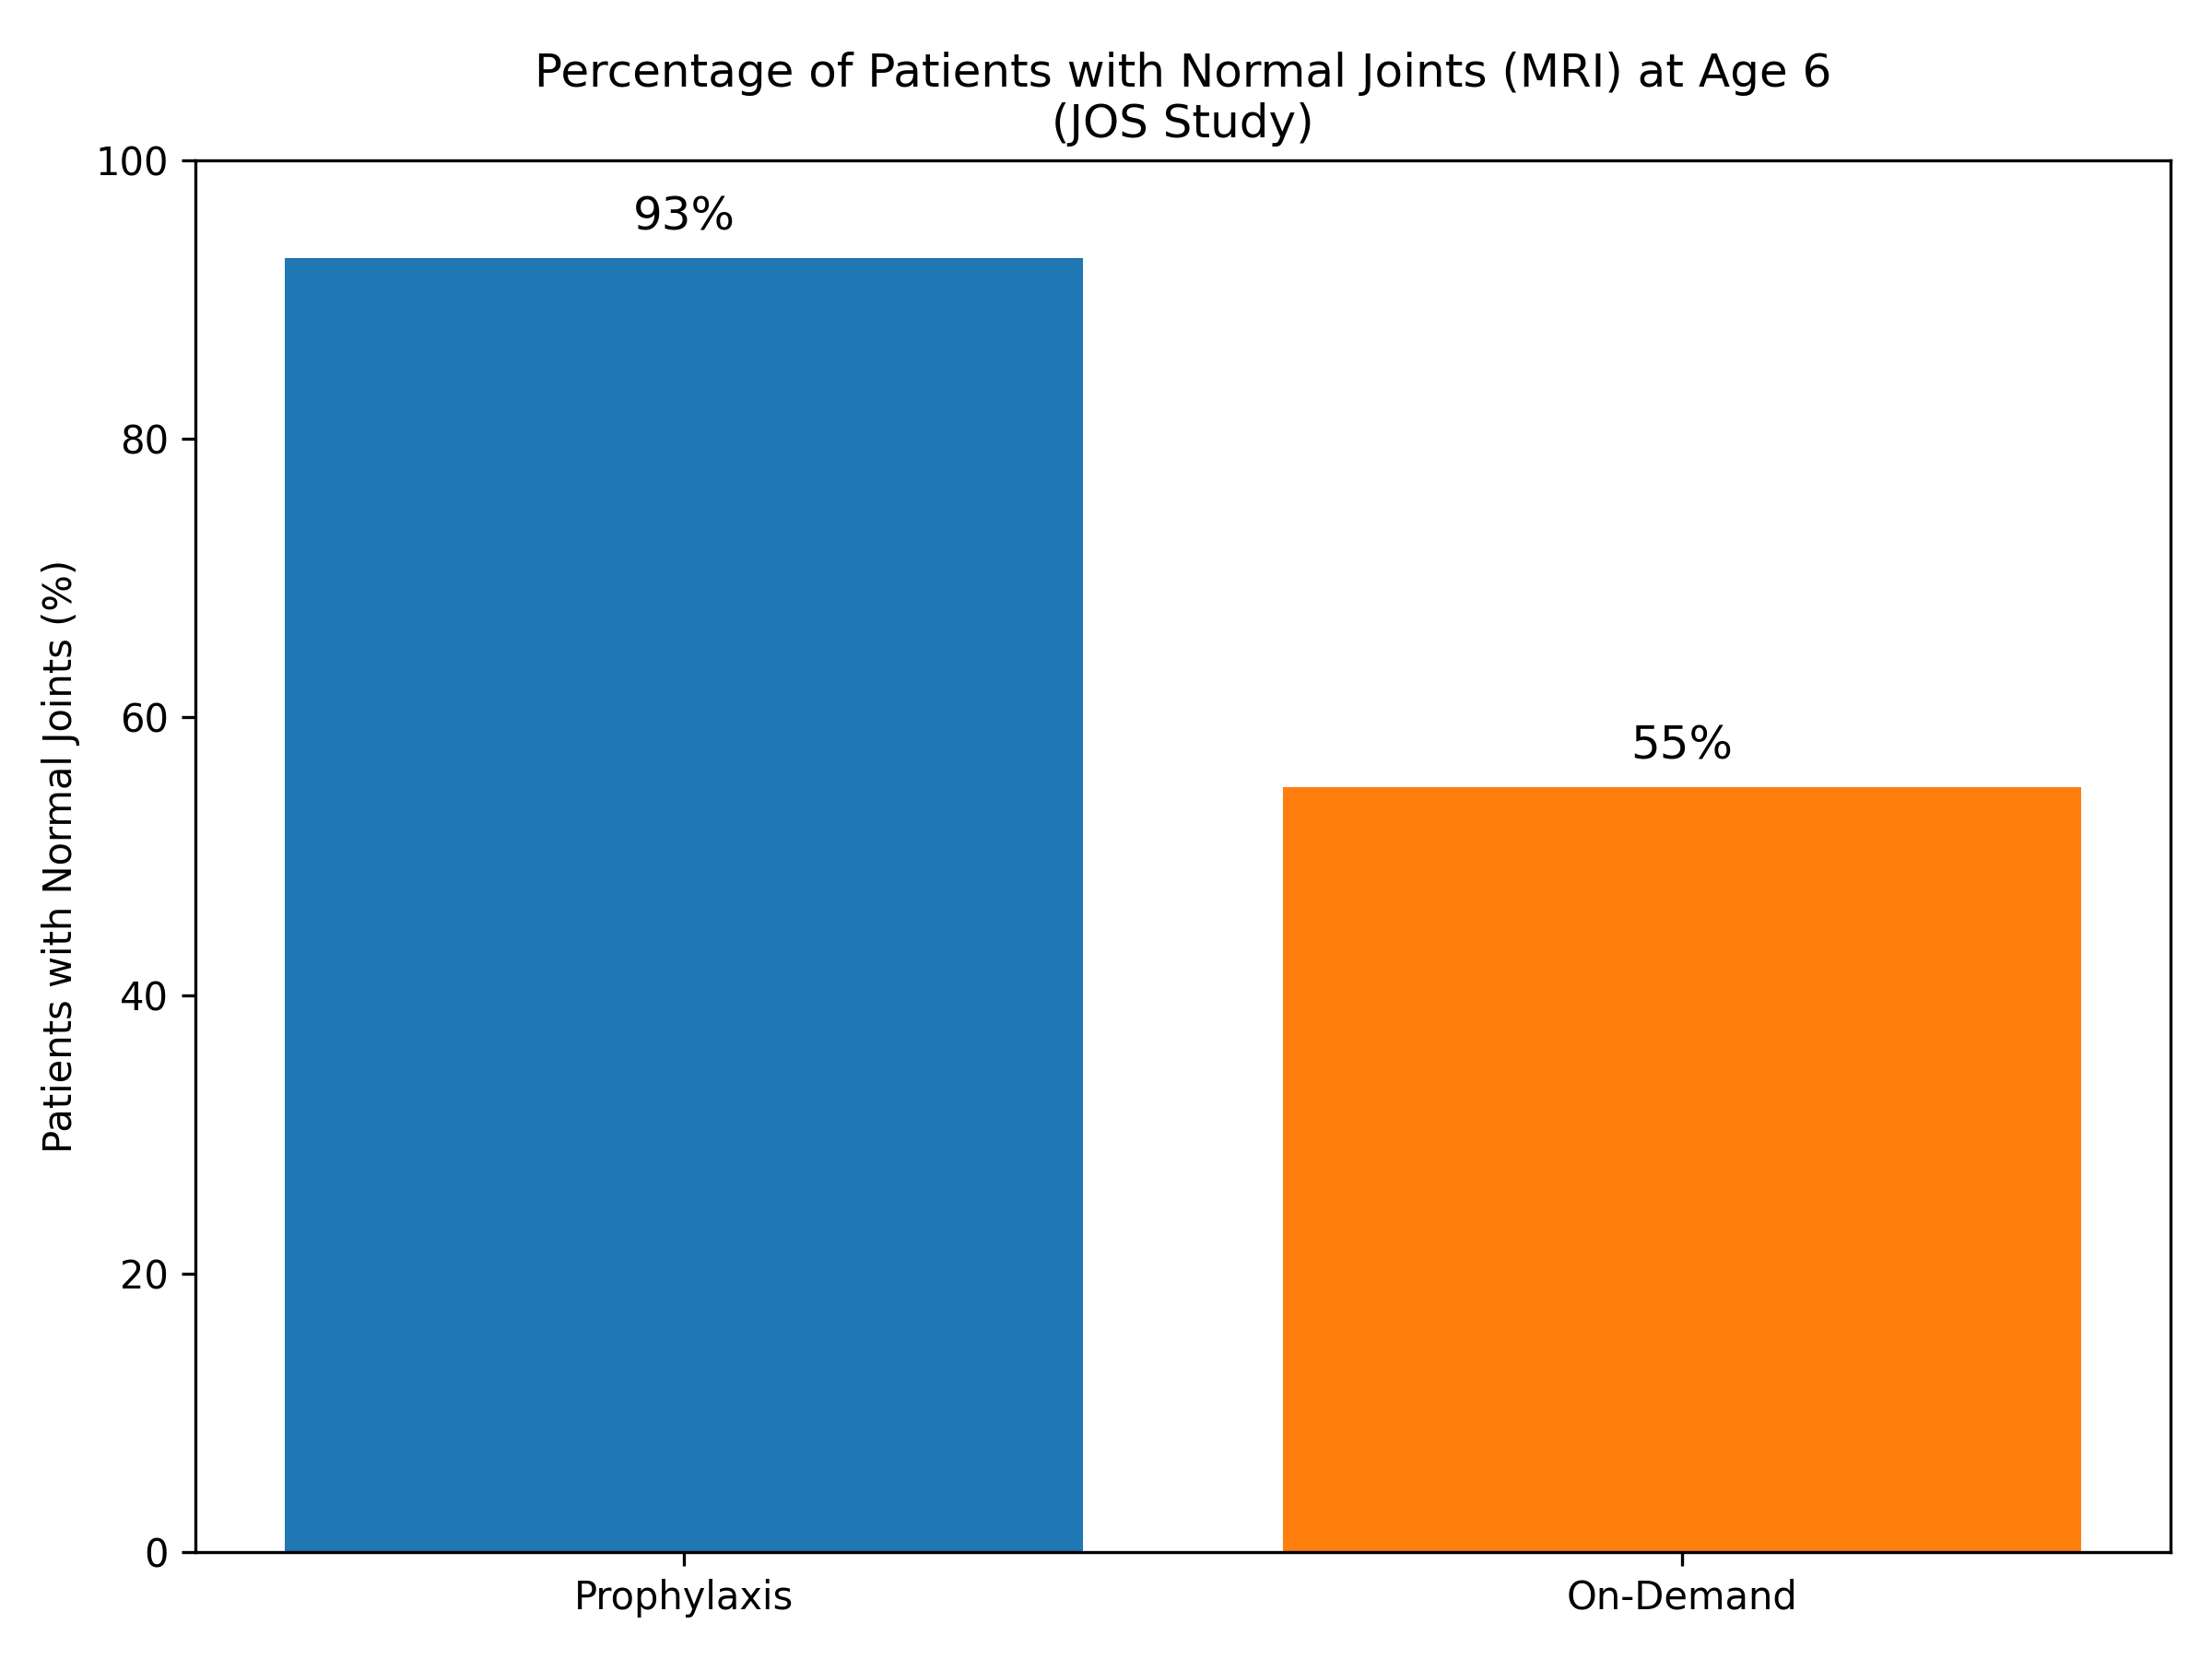 Percentage of Patients with Normal Joints (MRI) at Age 6
(JOS Study)
Patients with Normal Joints (%)
100
80
60
40
20
0
93%
55%
Prophylaxis
On-Demand